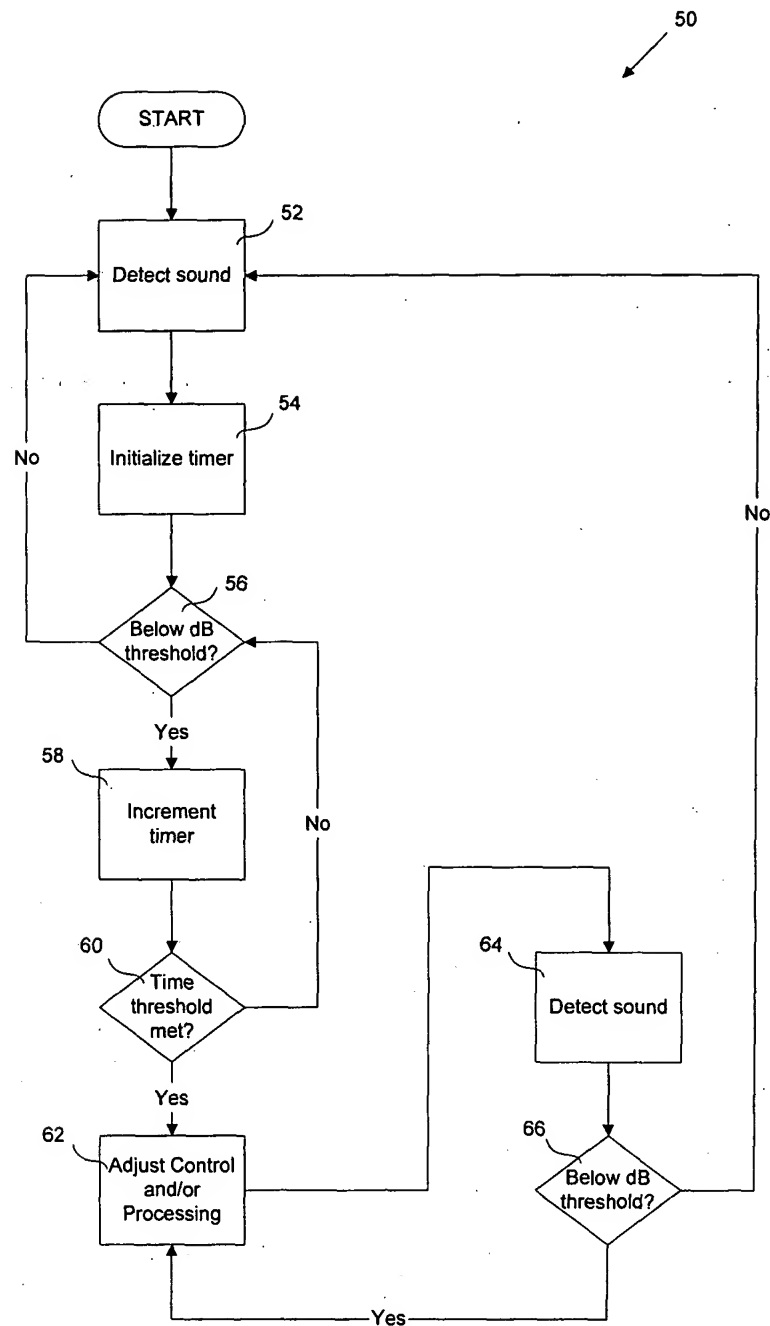 50
START
52
Detect sound
54
Initialize timer
No
No
56
Below dB
threshold?
Yes
58
Increment
timer
No
60
Time
threshold
met?
64
Detect sound
Yes
62
Adjust Control
and/or
Processing
66
Below dB
threshold?
Yes